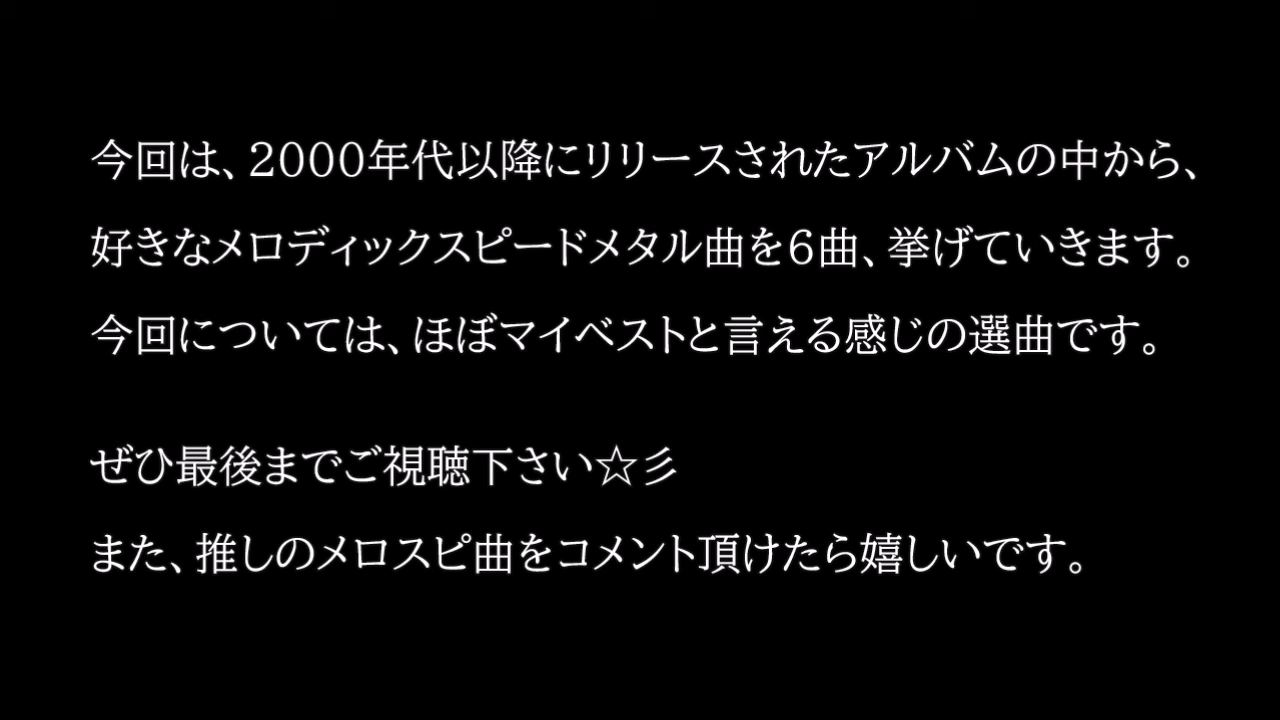 今回は、2000年代以降にリリースされたアルバムの中から、
好きなメロディックスピードメタル曲を6曲、挙げていきます。
今回については、ほぼマイベストと言える感じの選曲です。
ぜひ最後までご視聴下さい☆彡
また、推しのメロスピ曲をコメント頂けたら嬉しいです。